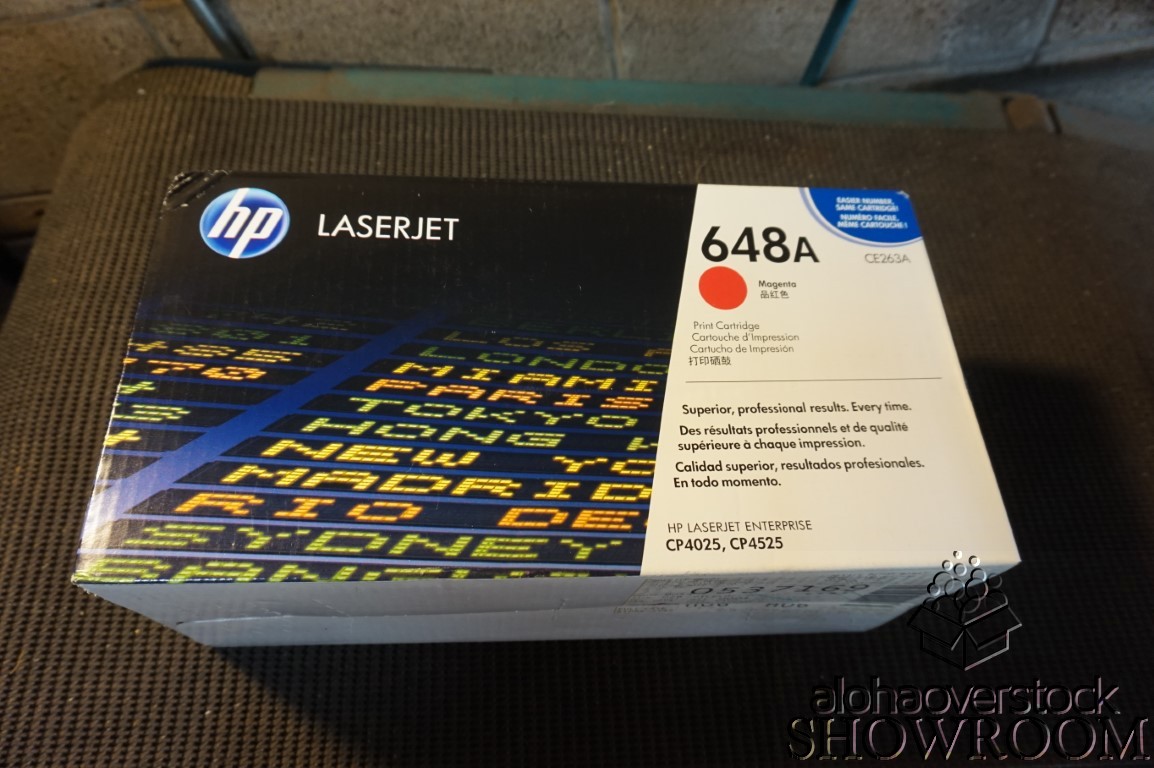 hp
LASERJET
EASIER NUMBER,
SAME CARTRIDGE!
NUMÉRO FACILE,
MÊME CARTOUCHE !
648A
CE263A
Magenta
品紅色
Print Cartridge
Cartouche d'Impression
Cartucho de Impresión
打印硒鼓
Superior, professional results. Every time.
Des résultats professionnels et de qualité
supérieure à chaque impression.
Calidad superior, resultados profesionales.
En todo momento.
HP LASERJET ENTERPRISE
CP4025, CP4525
LOS
LONDO
MIAMI
PARIS
TOKYO
HONG
NEW YO
MADRID
RIO DE
SYDNEY
alohaoverstock
SHOWROOM